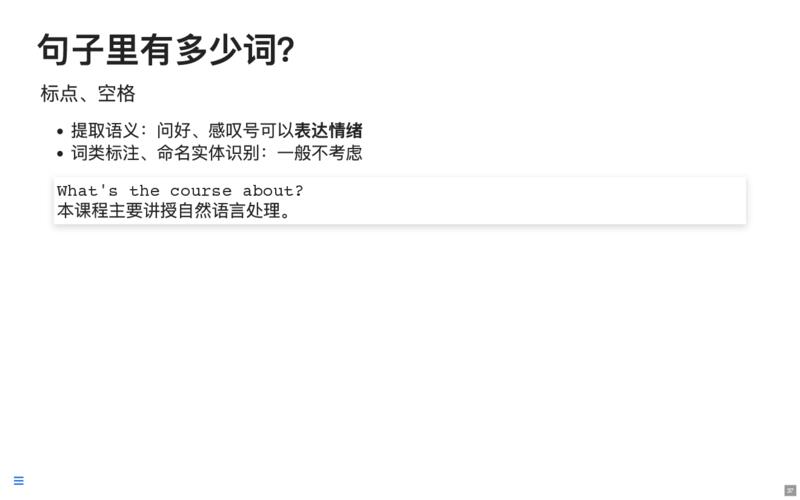 句子里有多少词?
标点、空格
提取语义：问好、感叹号可以表达情绪
词类标注、命名实体识别：一般不考虑
What's the course about?
本课程主要讲授自然语言处理。
37